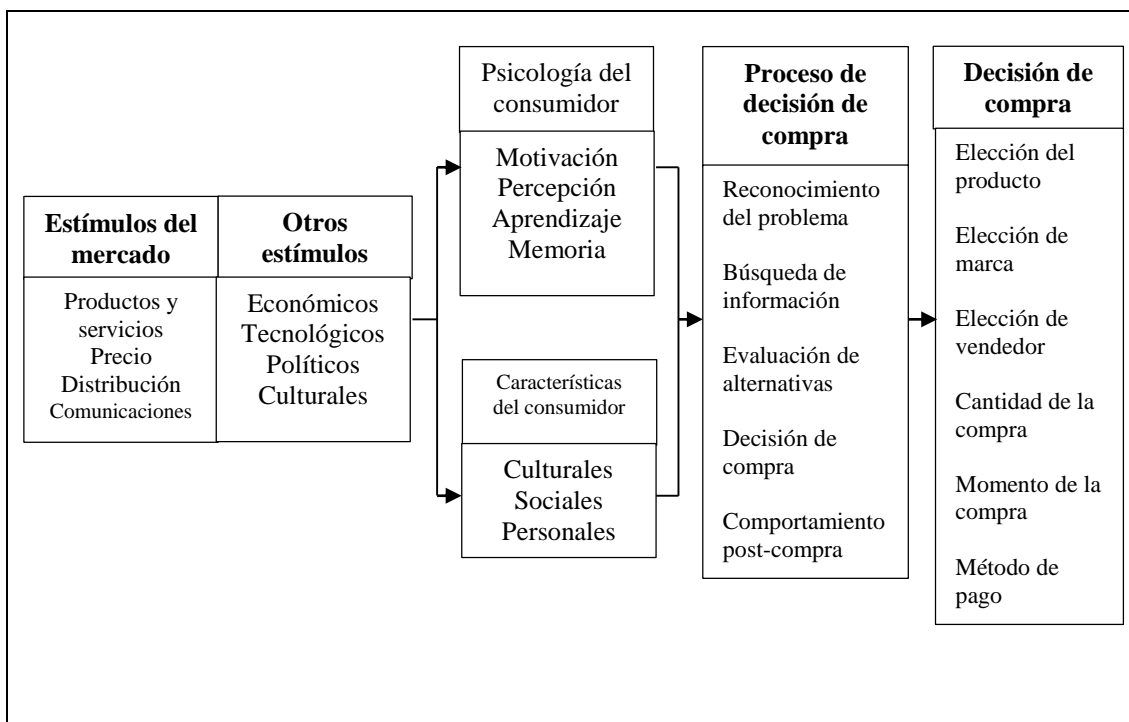 Estímulos del
mercado
Productos y
servicios
Precio
Distribución
Comunicaciones
Otros
estímulos
Económicos
Tecnológicos
Políticos
Culturales
Psicología del
consumidor
Motivación
Percepción
Aprendizaje
Memoria
Características
del consumidor
Culturales
Sociales
Personales
Proceso de
decisión de
compra
Reconocimiento
del problema
Búsqueda de
información
Evaluación de
alternativas
Decisión de
compra
Comportamiento
post-compra
Decisión de
compra
Elección del
producto
Elección de
marca
Elección de
vendedor
Cantidad de la
compra
Momento de la
compra
Método de
pago